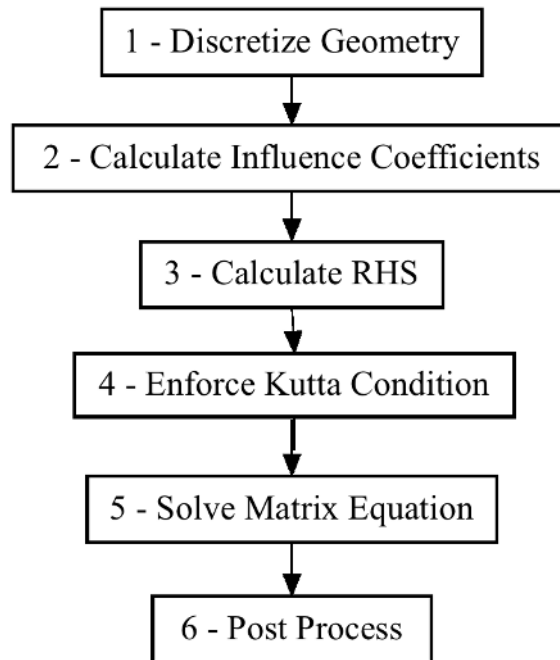 1 - Discretize Geometry
2 - Calculate Influence Coefficients
3 - Calculate RHS
4 - Enforce Kutta Condition
5 - Solve Matrix Equation
6 - Post Process